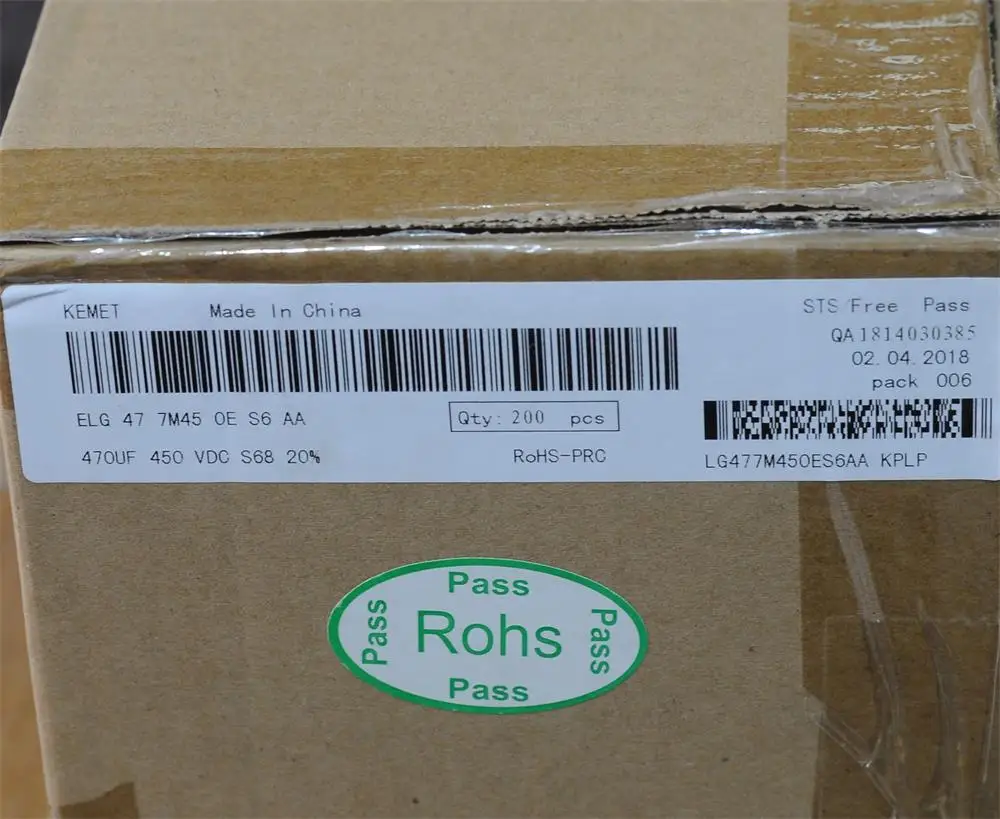 KEMET Made In China
STS Free Pass
QA1814030385
02.04.2018
pack 006
ELG 47 7M45 0E S6 AA
Qty: 200 pcs
470UF 450 VDC S68 20%
RoHS-PRC
LG477M450ES6AA KPLP
Pass
Pass
Rohs
Pass
Pass